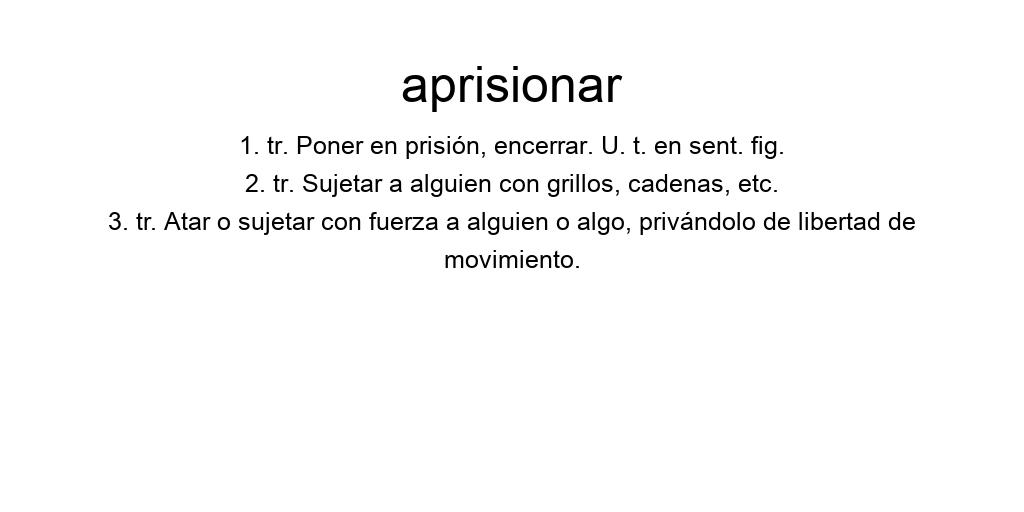 aprisionar
1. tr. Poner en prisión, encerrar. U. t. en sent. fig.
2. tr. Sujetar a alguien con grillos, cadenas, etc.
3. tr. Atar o sujetar con fuerza a alguien o algo, privándolo de libertad de
movimiento.